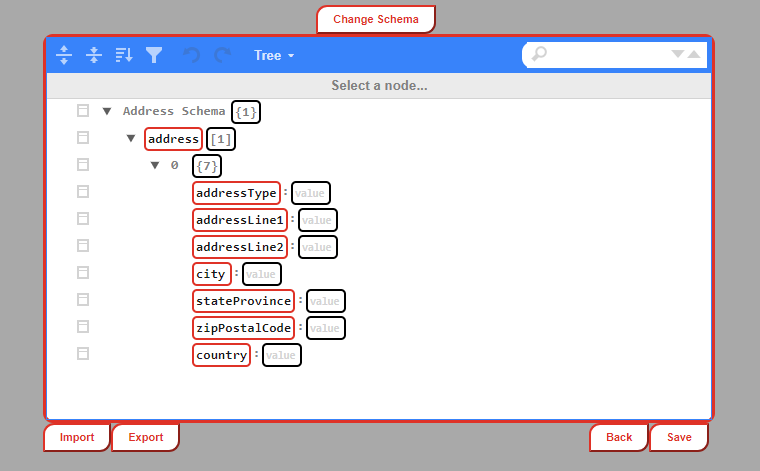 Change Schema
Tree
Select a node...
Address Schema {1}
address [1]
0 {7}
addressType : value
addressLine1 : value
addressLine2 : value
city : value
stateProvince : value
zipPostalCode : value
country : value
Import Export Back Save